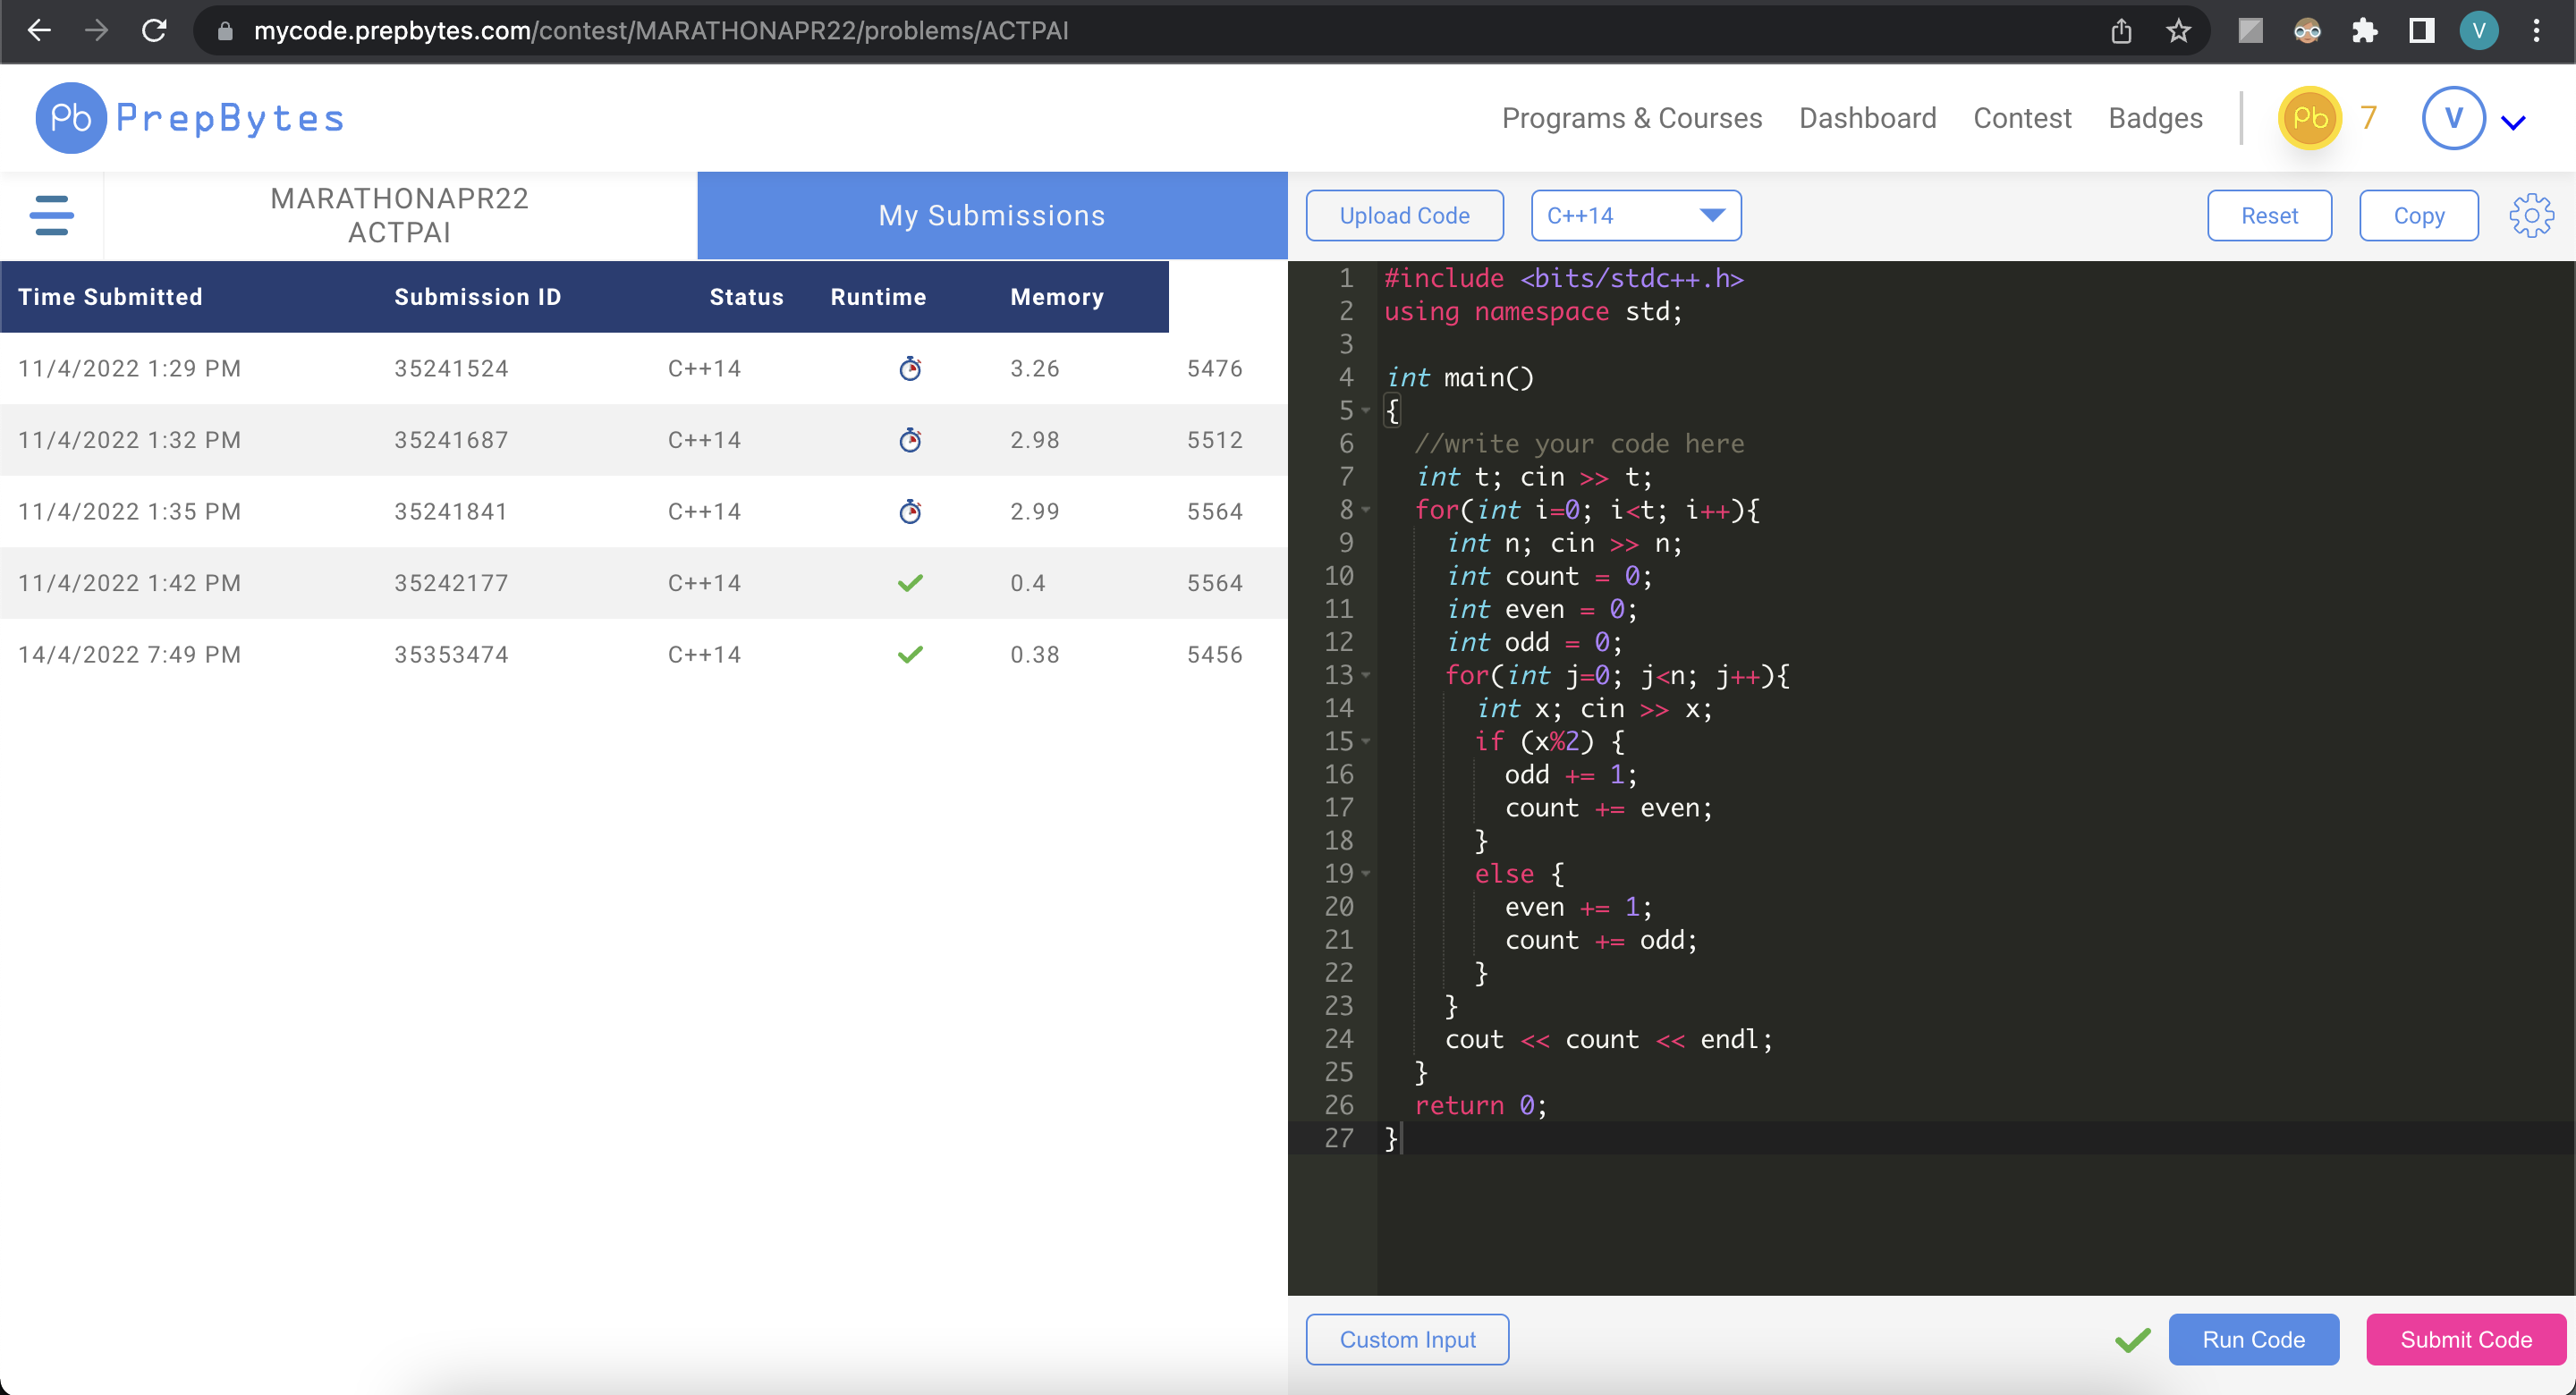 mycode.prepbytes.com/contest/MARATHONAPR22/problems/ACTPAI
V
Pb PrepBytes
Programs & Courses Dashboard Contest Badges Pb 7 V
MARATHONAPR22
ACTPAI
My Submissions
Upload Code C++14 Reset Copy
Time Submitted Submission ID Status Runtime Memory
11/4/2022 1:29 PM 35241524 C++14 3.26 5476
11/4/2022 1:32 PM 35241687 C++14 2.98 5512
11/4/2022 1:35 PM 35241841 C++14 2.99 5564
11/4/2022 1:42 PM 35242177 C++14 0.4 5564
14/4/2022 7:49 PM 35353474 C++14 0.38 5456
1 #include <bits/stdc++.h>
2 using namespace std;
3
4 int main()
5 {
6 //write your code here
7 int t; cin >> t;
8 for(int i=0; i<t; i++){
9 int n; cin >> n;
10 int count = 0;
11 int even = 0;
12 int odd = 0;
13 for(int j=0; j<n; j++){
14 int x; cin >> x;
15 if (x%2) {
16 odd += 1;
17 count += even;
18 }
19 else {
20 even += 1;
21 count += odd;
22 }
23 }
24 cout << count << endl;
25 }
26 return 0;
27 }
Custom Input Run Code Submit Code